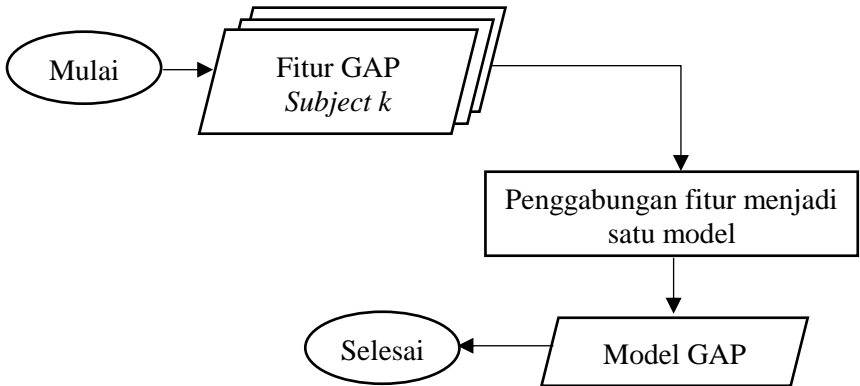 Mulai
Fitur GAP
Subject k
Penggabungan fitur menjadi
satu model
Selesai
Model GAP